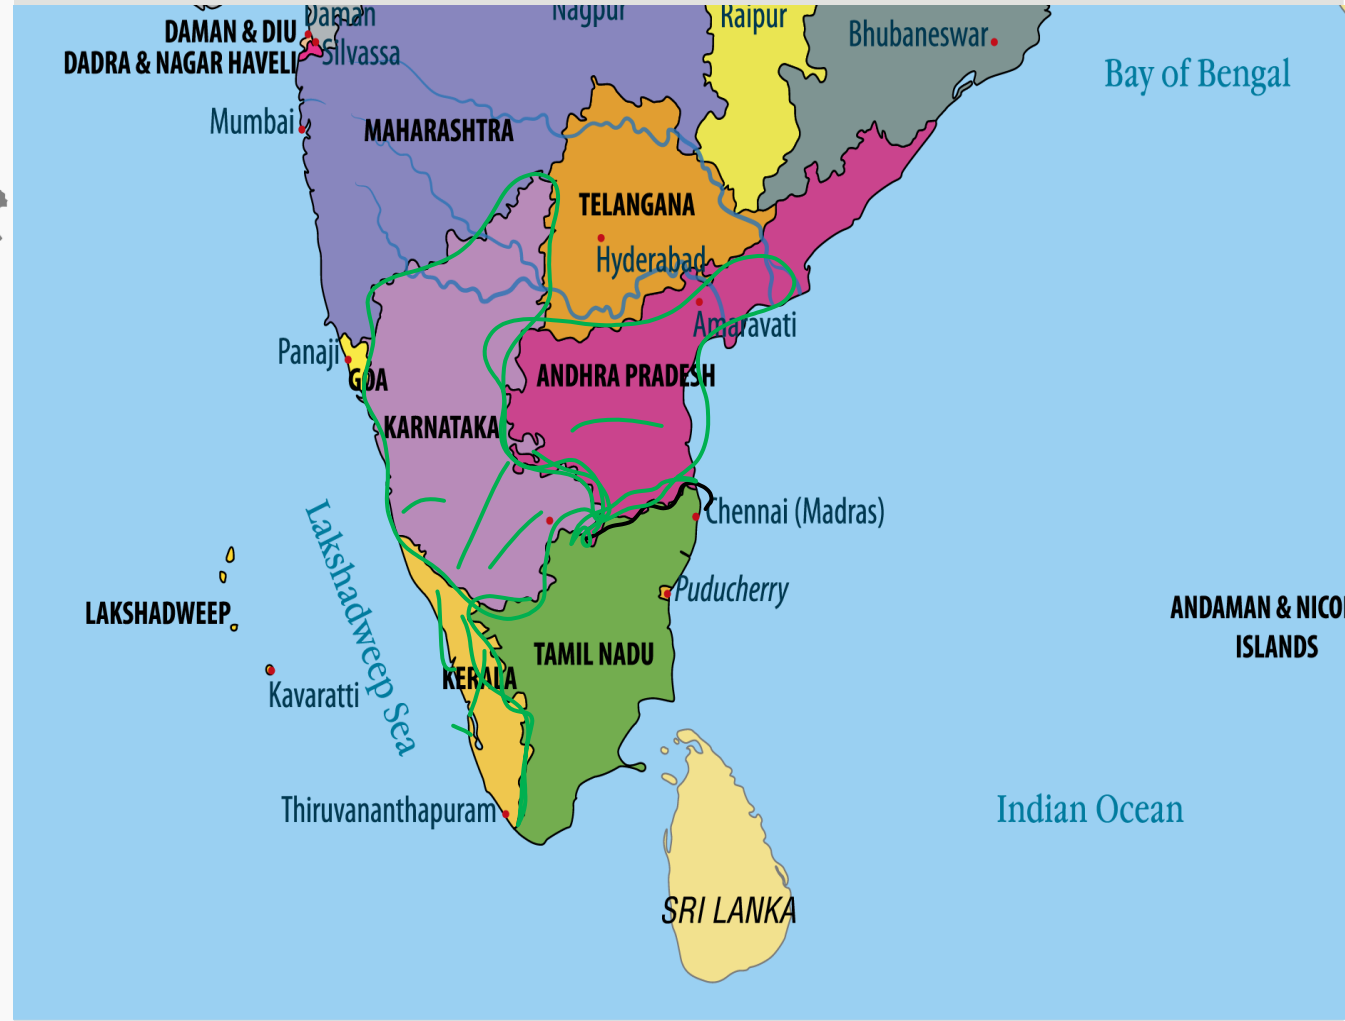 Daman
Nagpur
Raipur
DAMAN & DIU
Bhubaneswar
Silvassa
DADRA & NAGAR HAVELI
Bay of Bengal
Mumbai
MAHARASHTRA
TELANGANA
Hyderabad
Amaravati
Panaji
GOA
ANDHRA PRADESH
KARNATAKA
Chennai (Madras)
Lakshadweep Sea
Puducherry
LAKSHADWEEP
ANDAMAN & NICO
ISLANDS
TAMIL NADU
KERALA
Kavaratti
Thiruvananthapuram
Indian Ocean
SRI LANKA